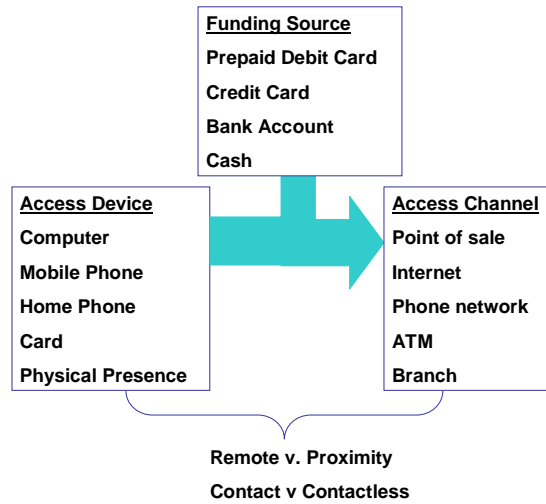 Funding Source
Prepaid Debit Card
Credit Card
Bank Account
Cash
Access Device
Computer
Mobile Phone
Home Phone
Card
Physical Presence
Access Channel
Point of sale
Internet
Phone network
ATM
Branch
Remote v. Proximity
Contact v Contactless